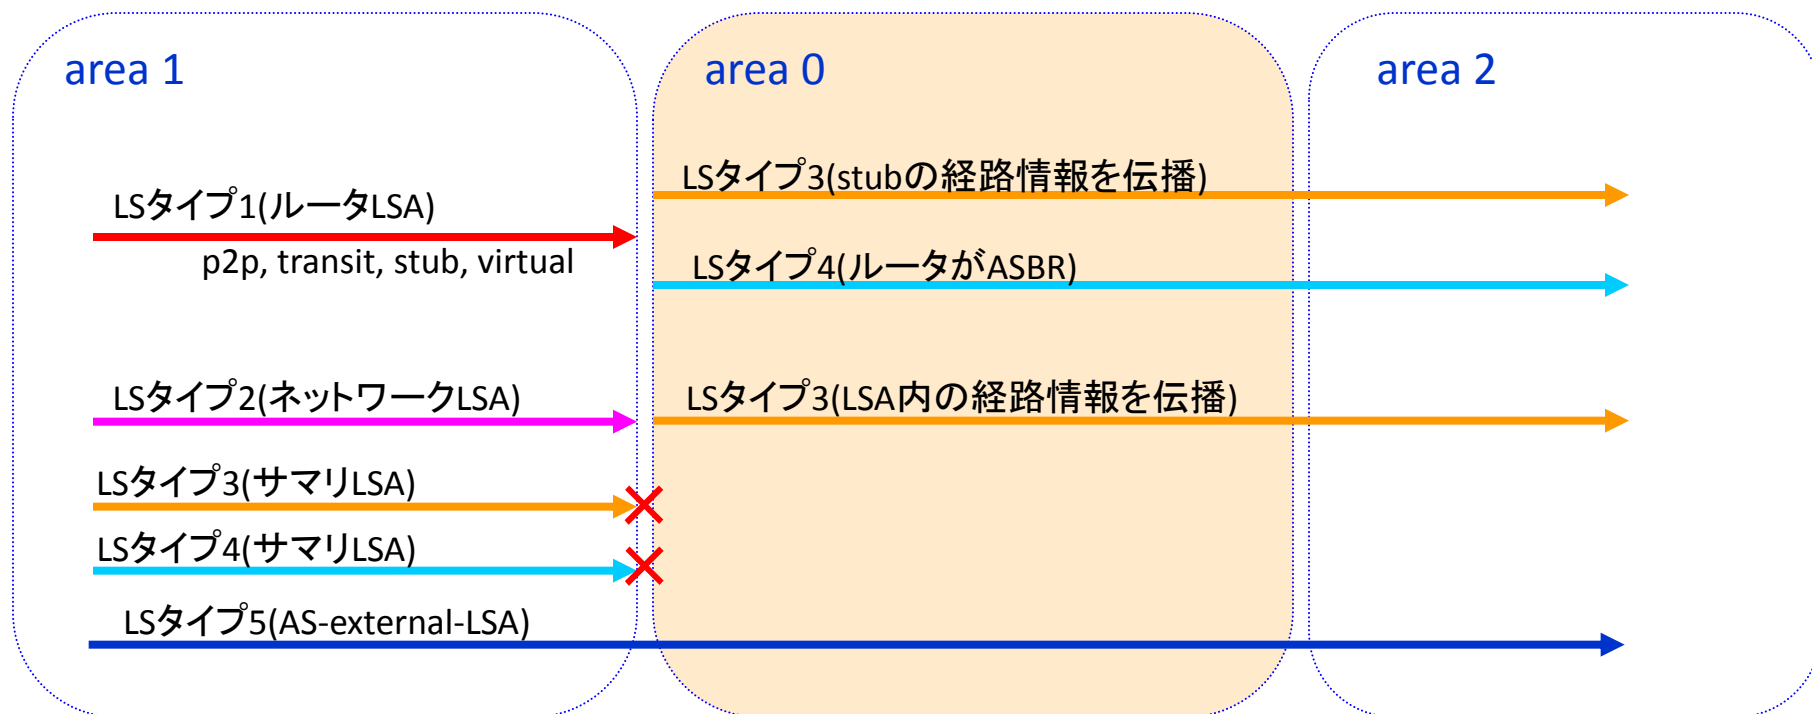 area 1
area 0
area 2
LSタイプ1(ルータLSA)
p2p, transit, stub, virtual
LSタイプ3(stubの経路情報を伝播)
LSタイプ4(ルータがASBR)
LSタイプ2(ネットワークLSA)
LSタイプ3(LSA内の経路情報を伝播)
LSタイプ3(サマリLSA)
LSタイプ4(サマリLSA)
LSタイプ5(AS-external-LSA)